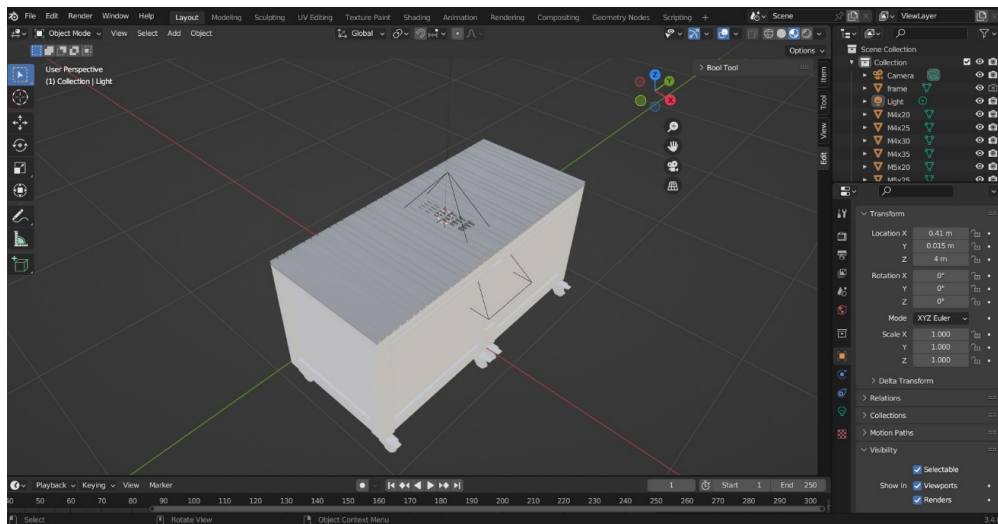 File Edit Render Window Help Layout Modeling Sculpting UV Editing Texture Paint Shading Animation Rendering Compositing Geometry Nodes Scripting + Scene ViewLayer
Object Mode View Select Add Object Global
Options
User Perspective
(1) Collection | Light
Bool Tool
Item
Tool
View
Edit
X
Y
Z
Scene Collection
Collection
Camera
frame
Light
M4x20
M4x25
M4x30
M4x35
M5x20
M5x25
Transform
Location X 0.41 m
Y 0.015 m
Z 4 m
Rotation X 0°
Y 0°
Z 0°
Mode XYZ Euler
Scale X 1.000
Y 1.000
Z 1.000
Delta Transform
Relations
Collections
Motion Paths
Visibility
Selectable
Show In Viewports
Renders
Playback Keying View Marker 1 Start 1 End 250
50 60 70 80 90 100 110 120 130 140 150 160 170 180 190 200 210 220 230 240 250 260 270 280 290 300
Select Rotate View Object Context Menu